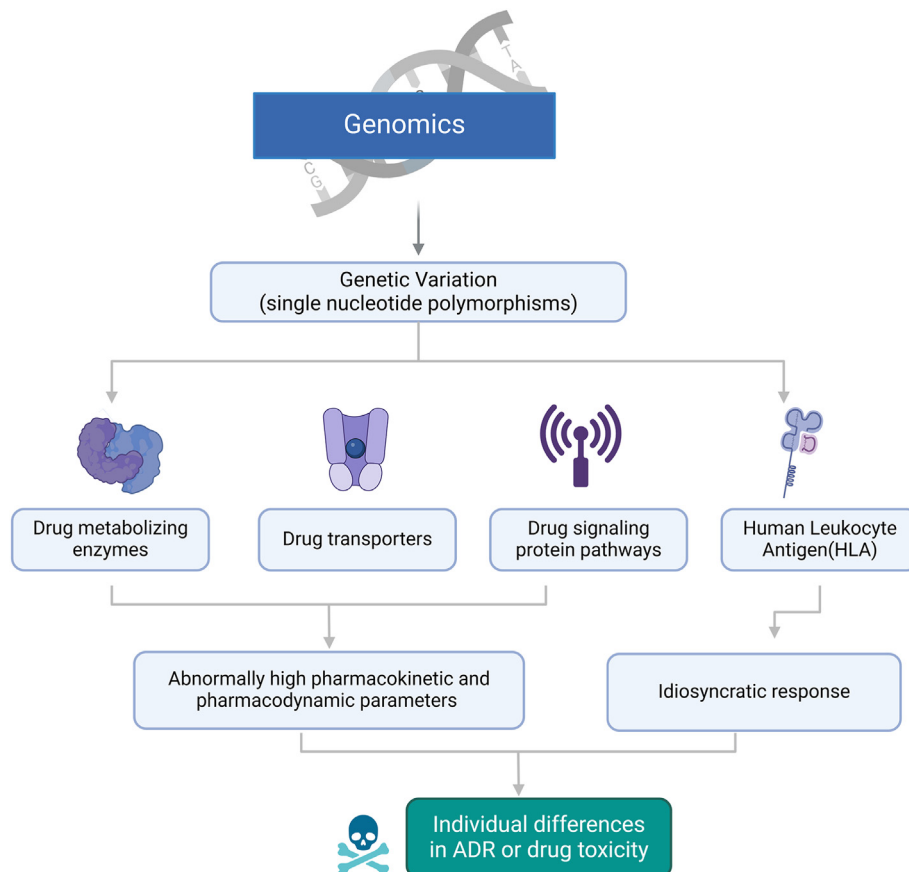 T
A
C
G
Genomics
Genetic Variation
(single nucleotide polymorphisms)
Drug metabolizing
enzymes
Drug transporters
Drug signaling
protein pathways
Human Leukocyte
Antigen(HLA)
Abnormally high pharmacokinetic and
pharmacodynamic parameters
Idiosyncratic response
Individual differences
in ADR or drug toxicity